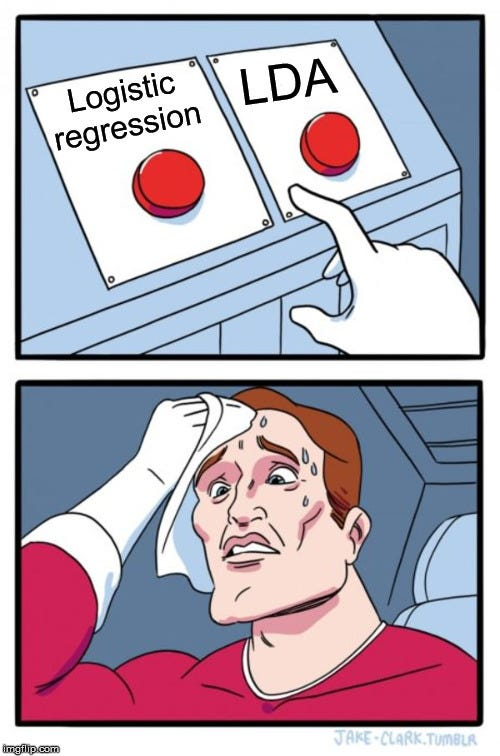 Logistic
regression
LDA
JAKE-CLARK.TUMBLR
imgflip.com